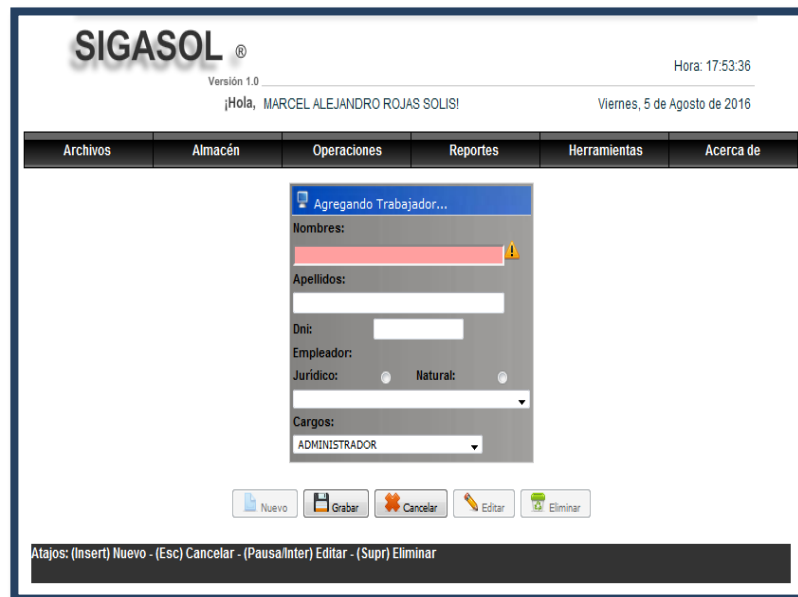 SIGASOL ®
Versión 1.0
Hora: 17:53:36
¡Hola, MARCEL ALEJANDRO ROJAS SOLIS!
Viernes, 5 de Agosto de 2016
Archivos Almacén Operaciones Reportes Herramientas Acerca de
Agregando Trabajador...
Nombres:
Apellidos:
Dni:
Empleador:
Jurídico: Natural:
Cargos:
ADMINISTRADOR
Nuevo Grabar Cancelar Editar Eliminar
Atajos: (Insert) Nuevo - (Esc) Cancelar - (Pausa/Inter) Editar - (Supr) Eliminar